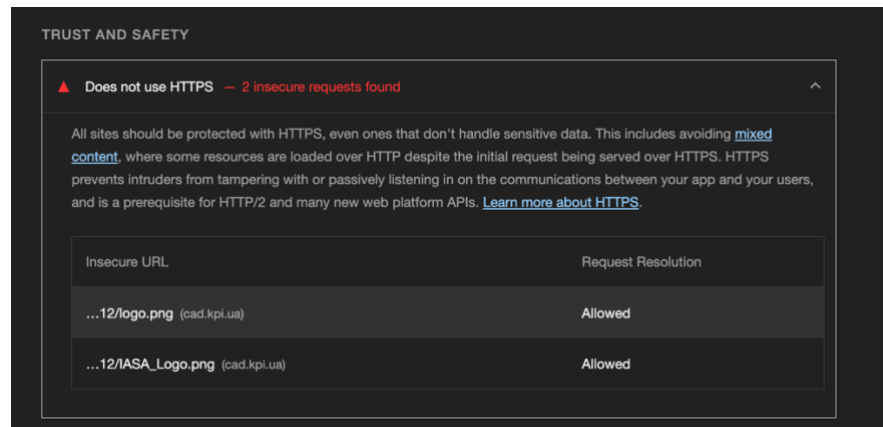 TRUST AND SAFETY
Does not use HTTPS — 2 insecure requests found
All sites should be protected with HTTPS, even ones that don't handle sensitive data. This includes avoiding mixed
content, where some resources are loaded over HTTP despite the initial request being served over HTTPS. HTTPS
prevents intruders from tampering with or passively listening in on the communications between your app and your users,
and is a prerequisite for HTTP/2 and many new web platform APIs. Learn more about HTTPS.
Insecure URL Request Resolution
…12/logo.png (cad.kpi.ua) Allowed
…12/IASA_Logo.png (cad.kpi.ua) Allowed